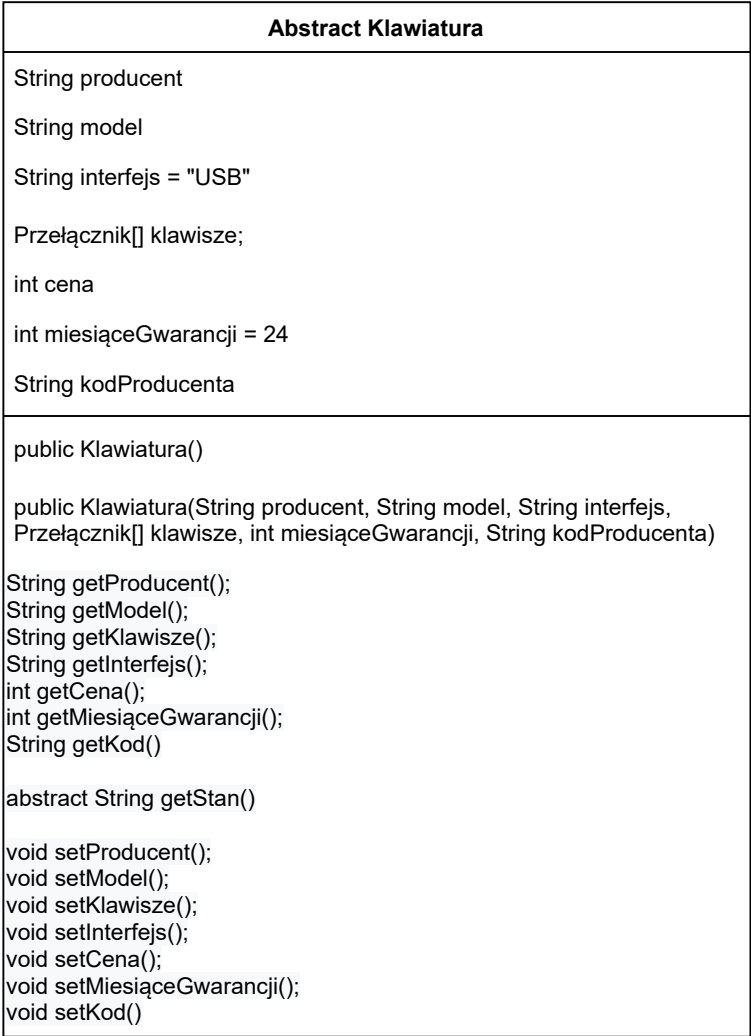 Abstract Klawiatura
String producent
String model
String interfejs = "USB"
Przełącznik[] klawisze;
int cena
int miesiąceGwarancji = 24
String kodProducenta
public Klawiatura()
public Klawiatura(String producent, String model, String interfejs,
Przełącznik[] klawisze, int miesiąceGwarancji, String kodProducenta)
String getProducent();
String getModel();
String getKlawisze();
String getInterfejs();
int getCena();
int getMiesiąceGwarancji();
String getKod()
abstract String getStan()
void setProducent();
void setModel();
void setKlawisze();
void setInterfejs();
void setCena();
void setMiesiąceGwarancji();
void setKod()